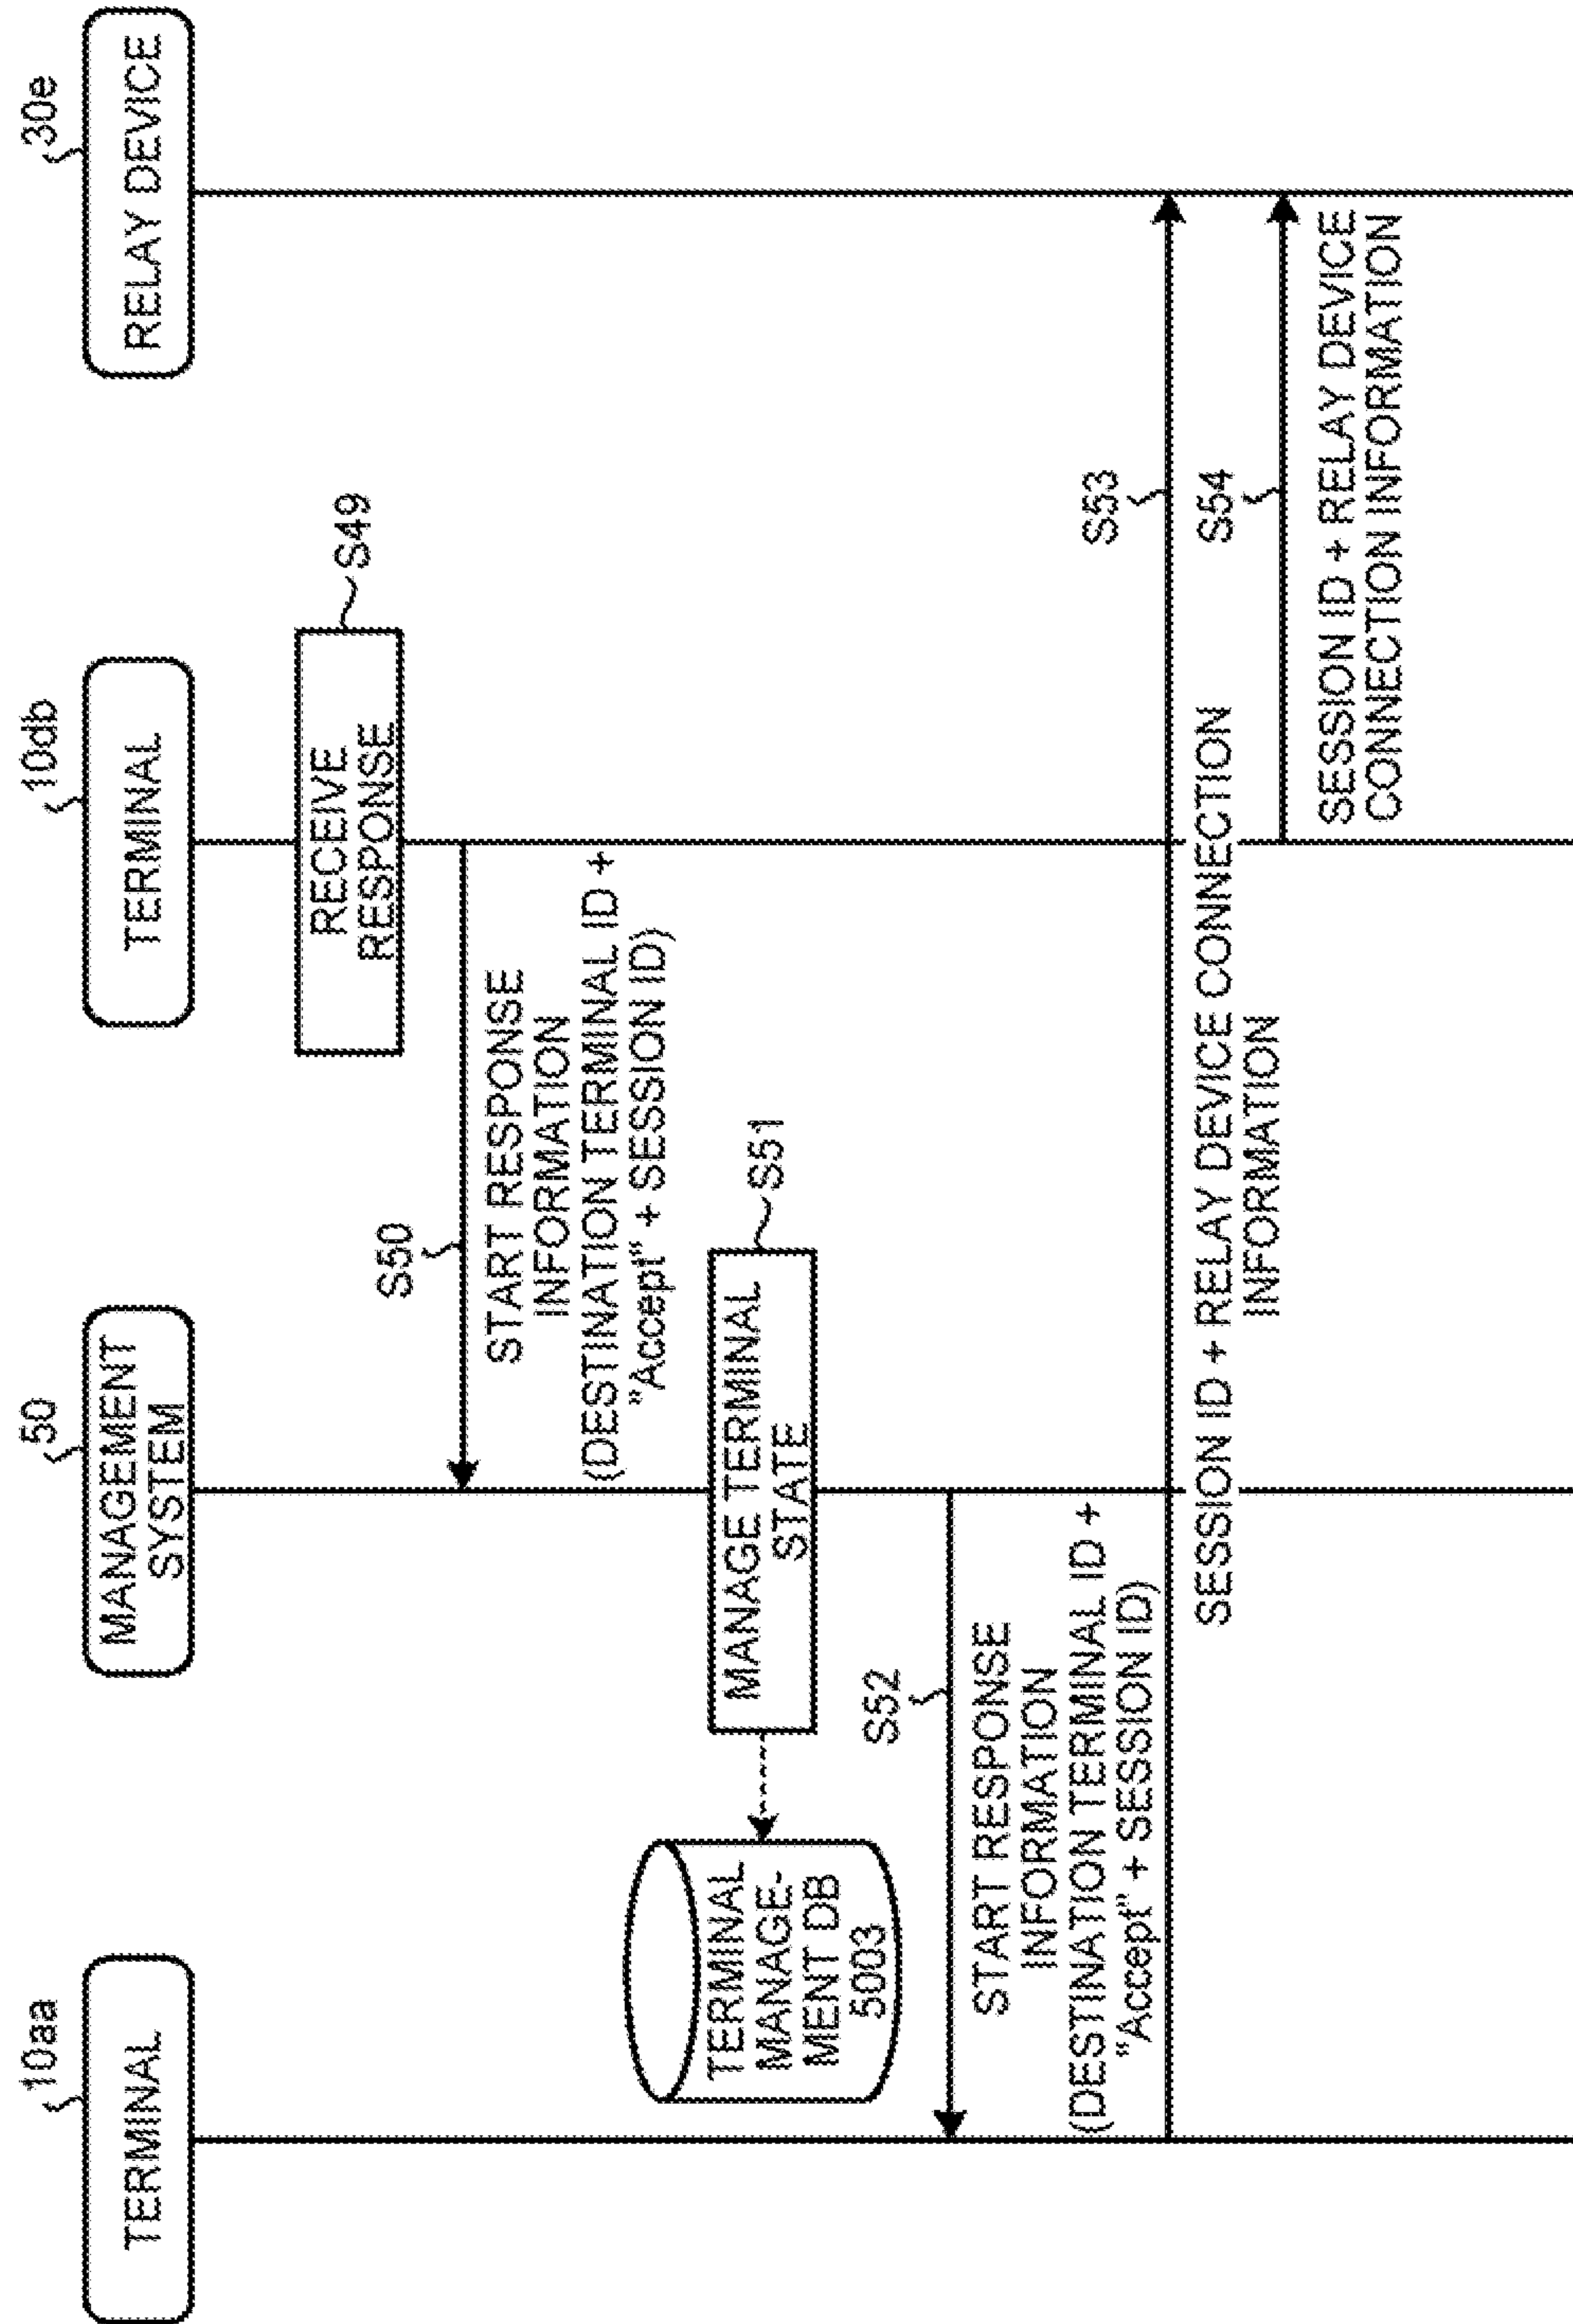 10aa
TERMINAL
50
MANAGEMENT
SYSTEM
10db
TERMINAL
30e
RELAY DEVICE
RECEIVE
RESPONSE
S49
S50
START RESPONSE
INFORMATION
(DESTINATION TERMINAL ID +
"Accept" + SESSION ID)
TERMINAL
MANAGE-
MENT DB
5003
MANAGE TERMINAL
STATE
S51
S52
START RESPONSE
INFORMATION
(DESTINATION TERMINAL ID +
"Accept" + SESSION ID)
S53
SESSION ID + RELAY DEVICE CONNECTION
INFORMATION
S54
SESSION ID + RELAY DEVICE
CONNECTION INFORMATION